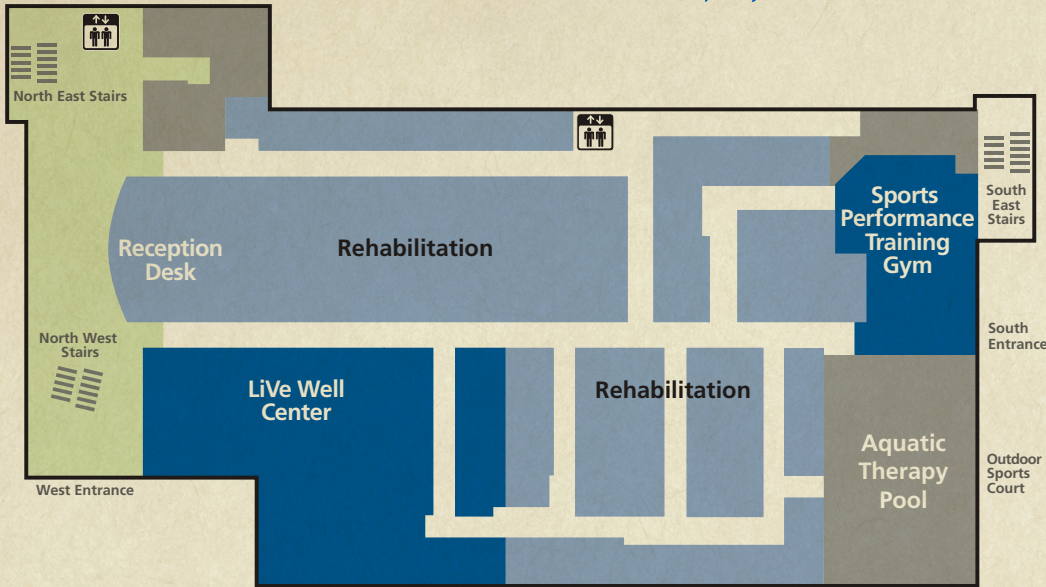 North East Stairs
Reception
Desk
Rehabilitation
Sports
Performance
Training
Gym
South
East
Stairs
North West
Stairs
South
Entrance
LiVe Well
Center
Rehabilitation
Aquatic
Therapy
Pool
Outdoor
Sports
Court
West Entrance